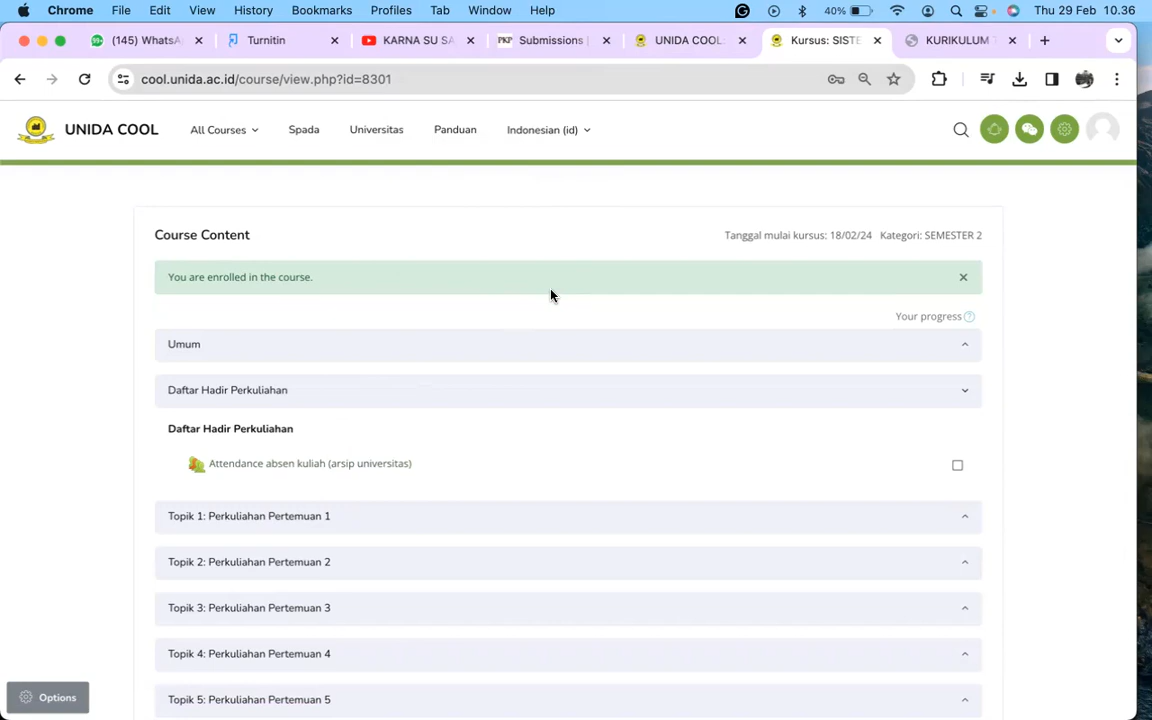 Chrome File Edit View History Bookmarks Profiles Tab Window Help 40% Thu 29 Feb 10.36
99 (145) WhatsA Turnitin KARNA SU SA PKP Submissions UNIDA COOL: Kursus: SISTE KURIKULUM T
cool.unida.ac.id/course/view.php?id=8301
UNIDA COOL All Courses Spada Universitas Panduan Indonesian (id)
Course Content Tanggal mulai kursus: 18/02/24 Kategori: SEMESTER 2
You are enrolled in the course.
Your progress
Umum
Daftar Hadir Perkuliahan
Daftar Hadir Perkuliahan
Attendance absen kuliah (arsip universitas)
Topik 1: Perkuliahan Pertemuan 1
Topik 2: Perkuliahan Pertemuan 2
Topik 3: Perkuliahan Pertemuan 3
Topik 4: Perkuliahan Pertemuan 4
Topik 5: Perkuliahan Pertemuan 5
Options